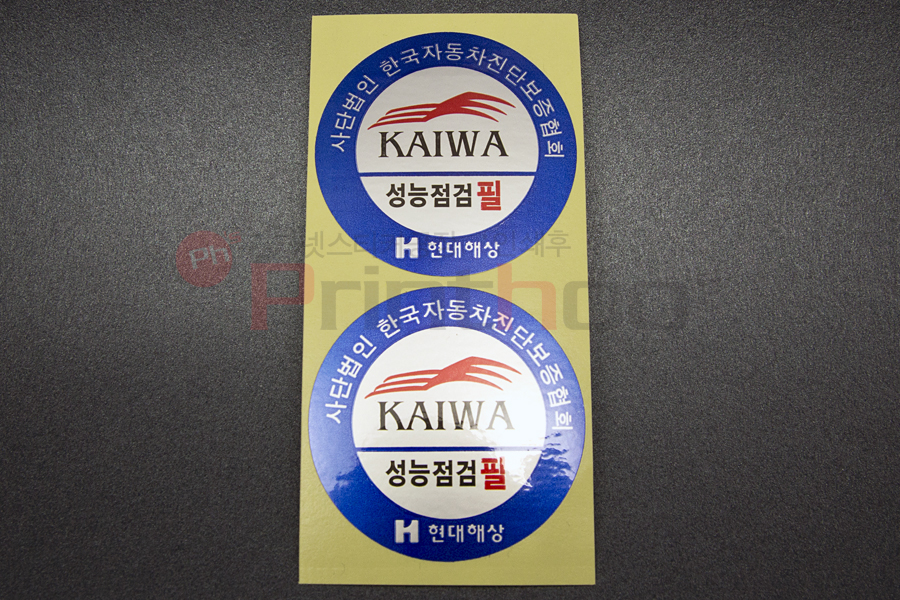 사단법인 한국자동차진단보증협회
KAIWA
성능점검필
H 현대해상
PH
Printhoo
사단법인 한국자동차진단보증협회
KAIWA
성능점검필
H 현대해상